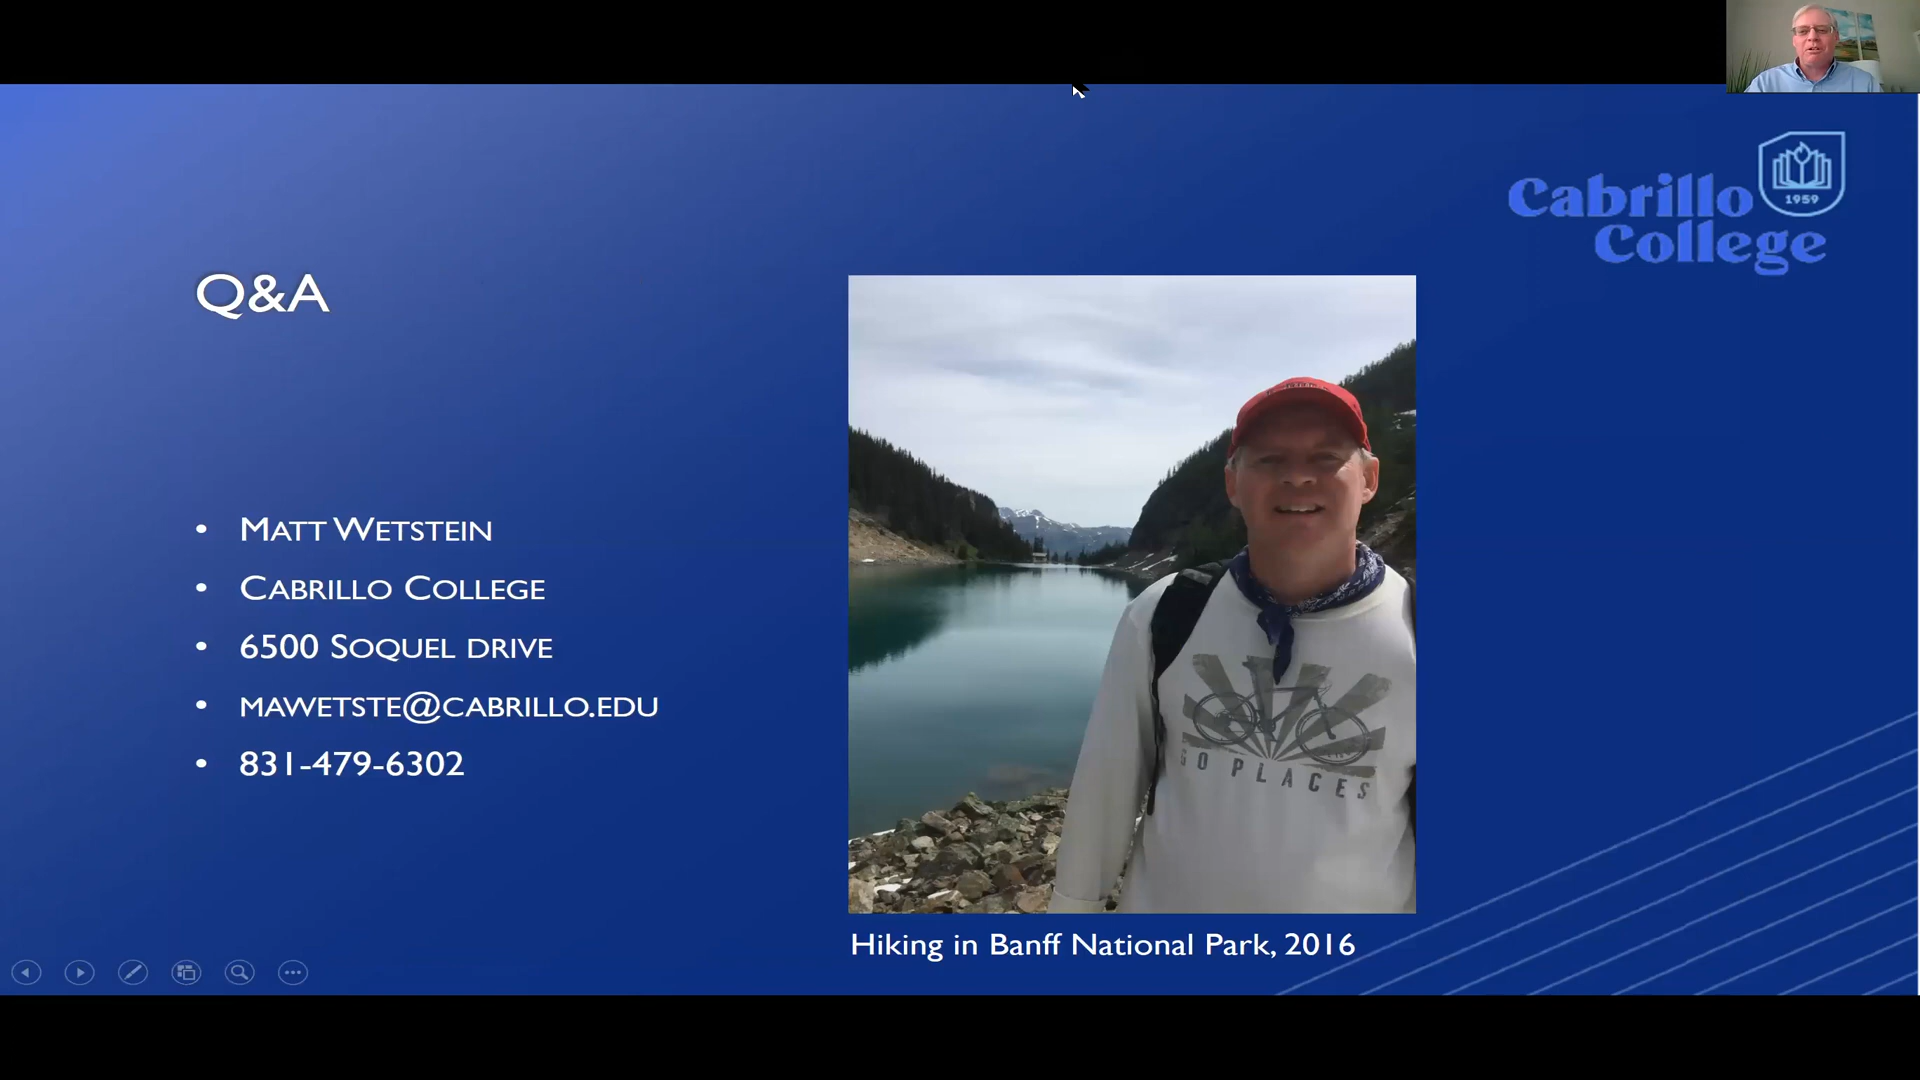 Cabrillo
College
1959
Q&A
• MATT WETSTEIN
• CABRILLO COLLEGE
• 6500 SOQUEL DRIVE
• MAWETSTE@CABRILLO.EDU
• 831-479-6302
GO PLACES
Hiking in Banff National Park, 2016